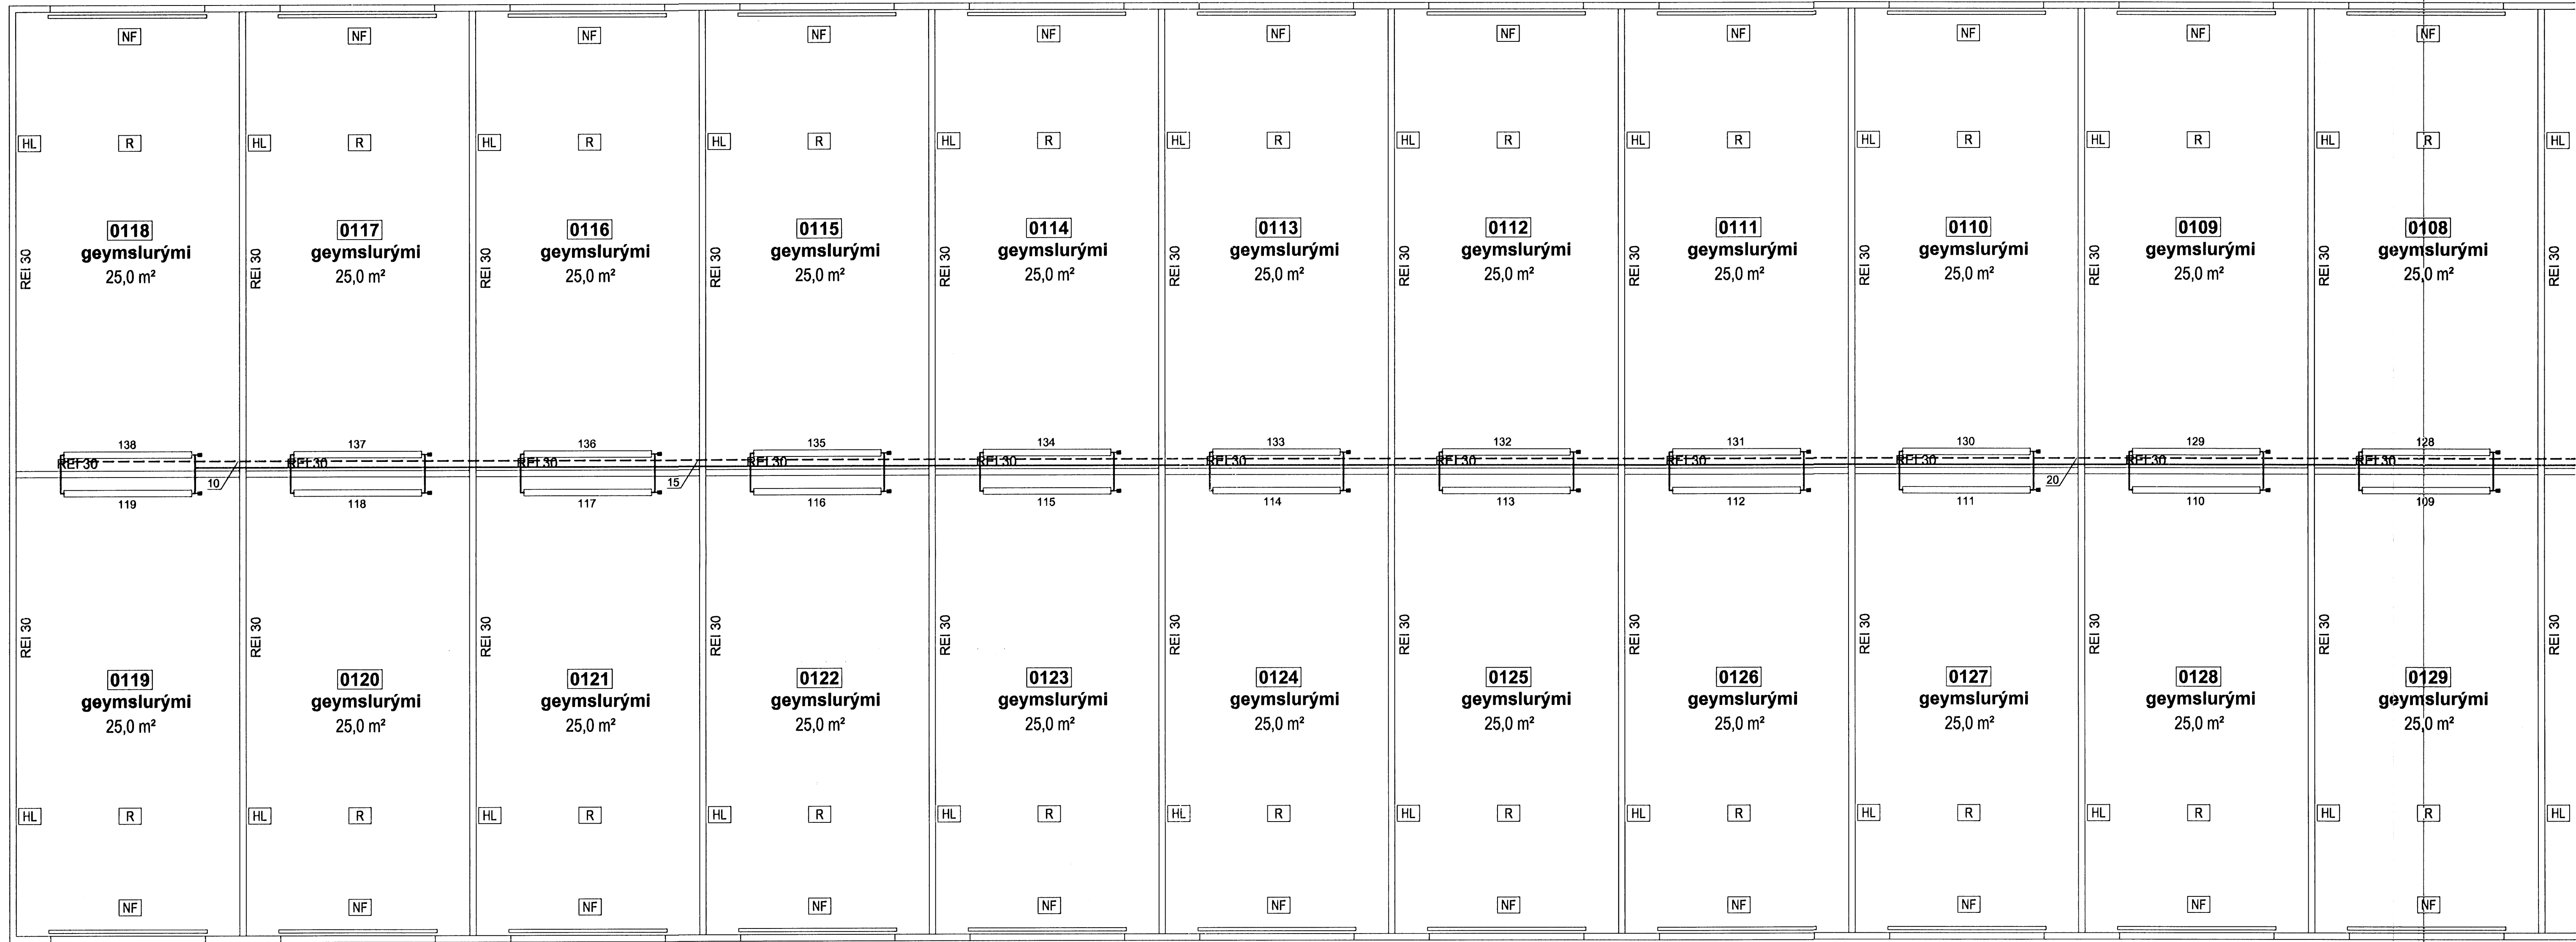 NF NF NF NF NF NF NF NF NF NF NF
HL R HL R HL R HL R HL R HL R HL R HL R HL R HL R HL R HL
0118 0117 0116 0115 0114 0113 0112 0111 0110 0109 0108
geymslurými geymslurými geymslurými geymslurými geymslurými geymslurými geymslurými geymslurými geymslurými geymslurými geymslurými
REI 30 REI 30 REI 30 REI 30 REI 30 REI 30 REI 30 REI 30 REI 30 REI 30 REI 30 REI 30
25,0 m² 25,0 m² 25,0 m² 25,0 m² 25,0 m² 25,0 m² 25,0 m² 25,0 m² 25,0 m² 25,0 m² 25,0 m²
138 137 136 135 134 133 132 131 130 129 128
REI 30 REI 30 REI 30 REI 30 REI 30 REI 30 REI 30 REI 30 REI 30 REI 30 REI 30
10 15 20
119 118 117 116 115 114 113 112 111 110 109
REI 30 REI 30 REI 30 REI 30 REI 30 REI 30 REI 30 REI 30 REI 30 REI 30 REI 30 REI 30
0119 0120 0121 0122 0123 0124 0125 0126 0127 0128 0129
geymslurými geymslurými geymslurými geymslurými geymslurými geymslurými geymslurými geymslurými geymslurými geymslurými geymslurými
25,0 m² 25,0 m² 25,0 m² 25,0 m² 25,0 m² 25,0 m² 25,0 m² 25,0 m² 25,0 m² 25,0 m² 25,0 m²
HL R HL R HL R HL R HL R HL R HL R HL R HL R HL R HL R HL
NF NF NF NF NF NF NF NF NF NF NF